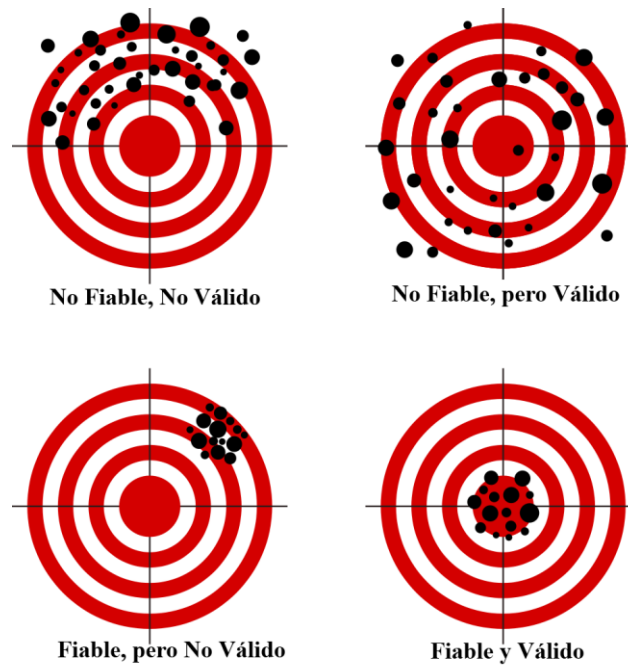 No Fiable, No Válido
No Fiable, pero Válido
Fiable, pero No Válido
Fiable y Válido